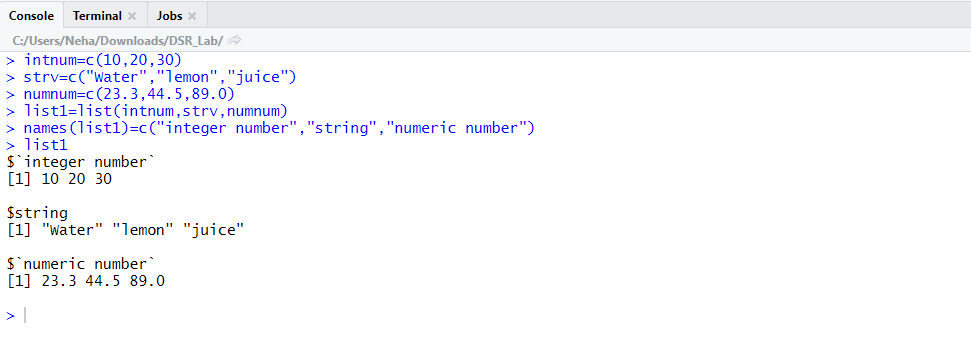 Console Terminal Jobs
C:/Users/Neha/Downloads/DSR_Lab/
> intnum=c(10,20,30)
> strv=c("Water","lemon","juice")
> numnum=c(23.3,44.5,89.0)
> list1=list(intnum,strv,numnum)
> names(list1)=c("integer number","string","numeric number")
> list1
$`integer number`
[1] 10 20 30
$string
[1] "Water" "lemon" "juice"
$`numeric number`
[1] 23.3 44.5 89.0
>